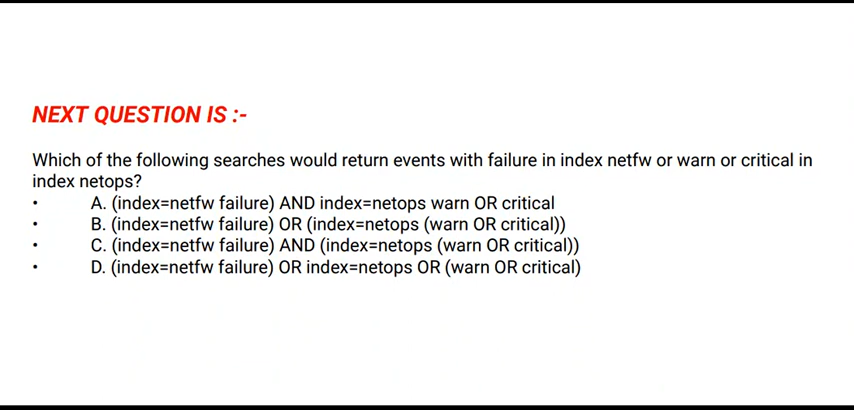 NEXT QUESTION IS :-
Which of the following searches would return events with failure in index netfw or warn or critical in
index netops?
• A. (index=netfw failure) AND index=netops warn OR critical
• B. (index=netfw failure) OR (index=netops (warn OR critical))
• C. (index=netfw failure) AND (index=netops (warn OR critical))
• D. (index=netfw failure) OR index=netops OR (warn OR critical)